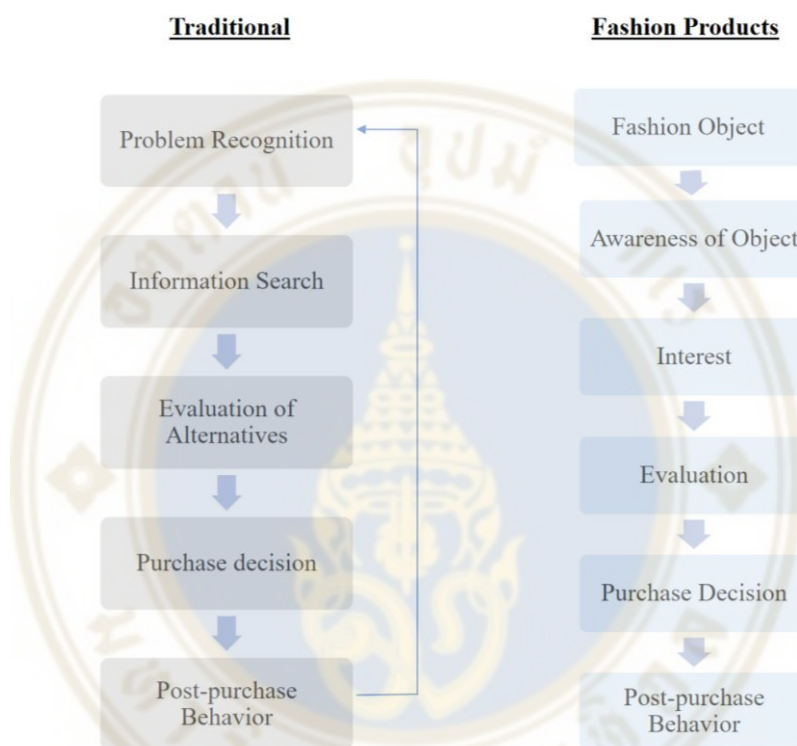 Traditional
Problem Recognition
Information Search
Evaluation of
Alternatives
Purchase decision
Post-purchase
Behavior
Fashion Products
Fashion Object
Awareness of Object
Interest
Evaluation
Purchase Decision
Post-purchase
Behavior